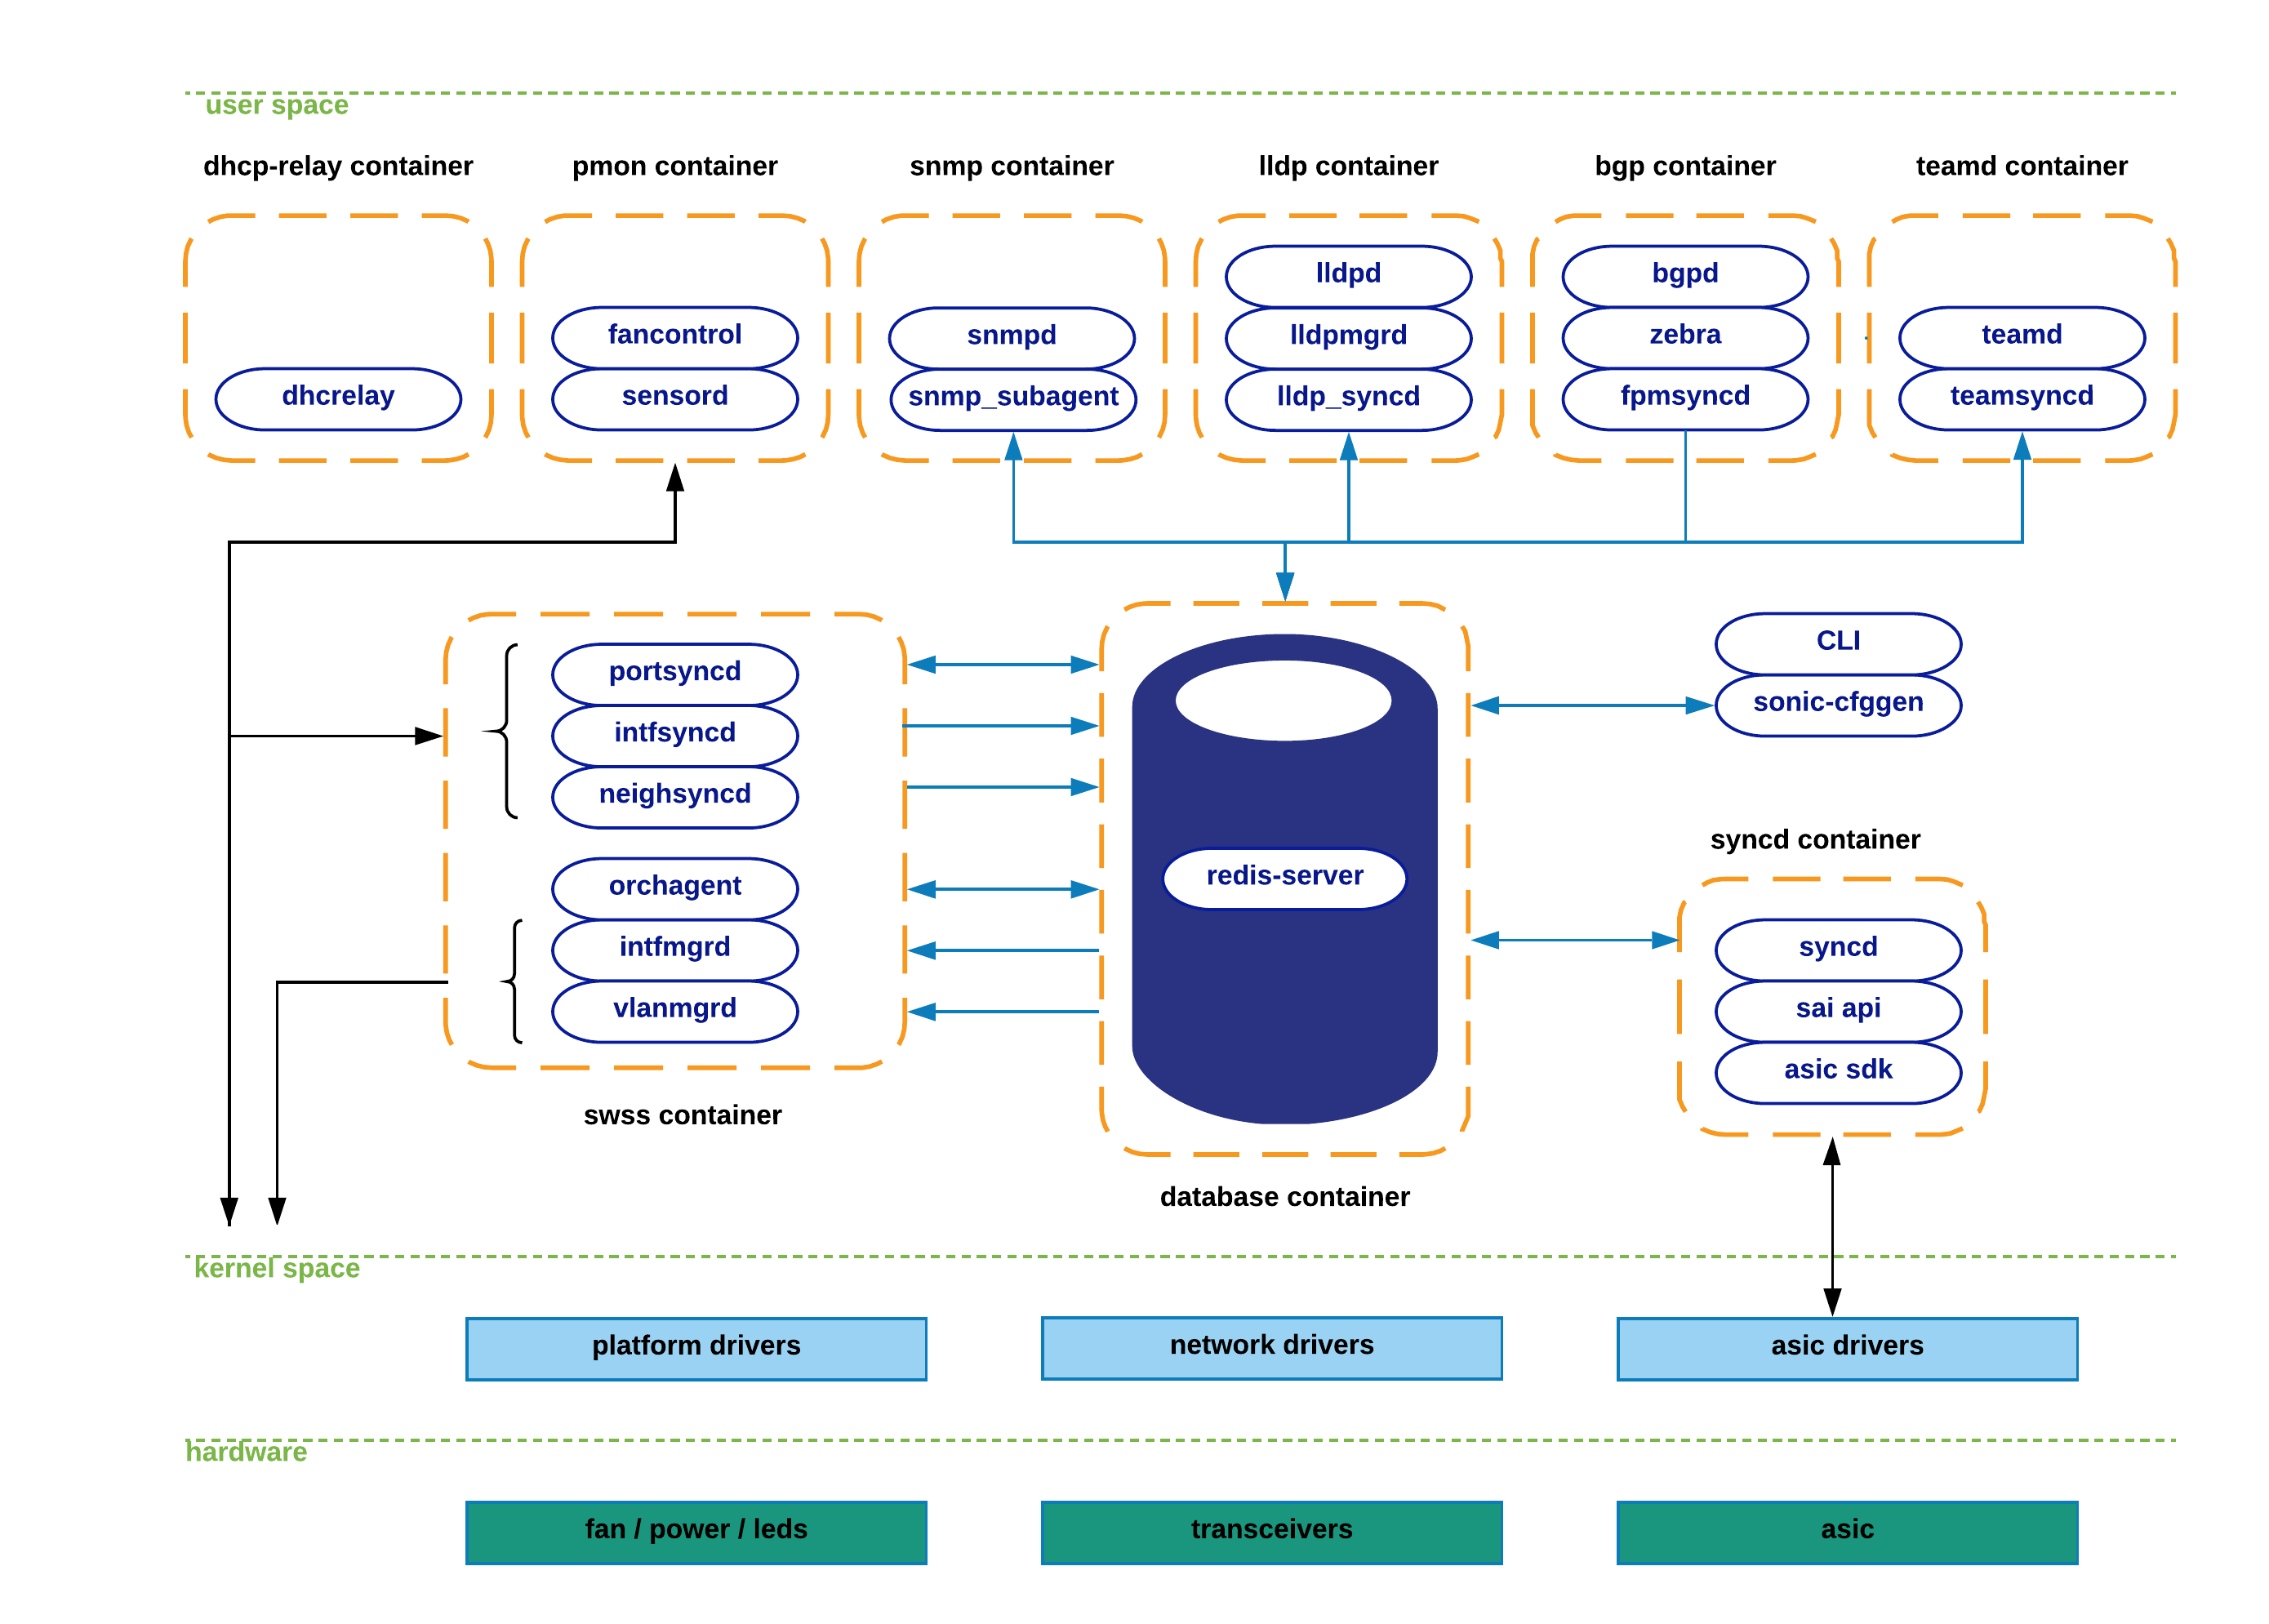 user space
dhcp-relay container
pmon container
snmp container
lldp container
bgp container
teamd container
dhcrelay
fancontrol
sensord
snmpd
snmp_subagent
lldpd
lldpmgrd
lldp_syncd
bgpd
zebra
fpmsyncd
teamd
teamsyncd
portsyncd
intfsyncd
neighsyncd
orchagent
intfmgrd
vlanmgrd
swss container
redis-server
database container
CLI
sonic-cfggen
syncd container
syncd
sai api
asic sdk
kernel space
platform drivers
network drivers
asic drivers
hardware
fan / power / leds
transceivers
asic